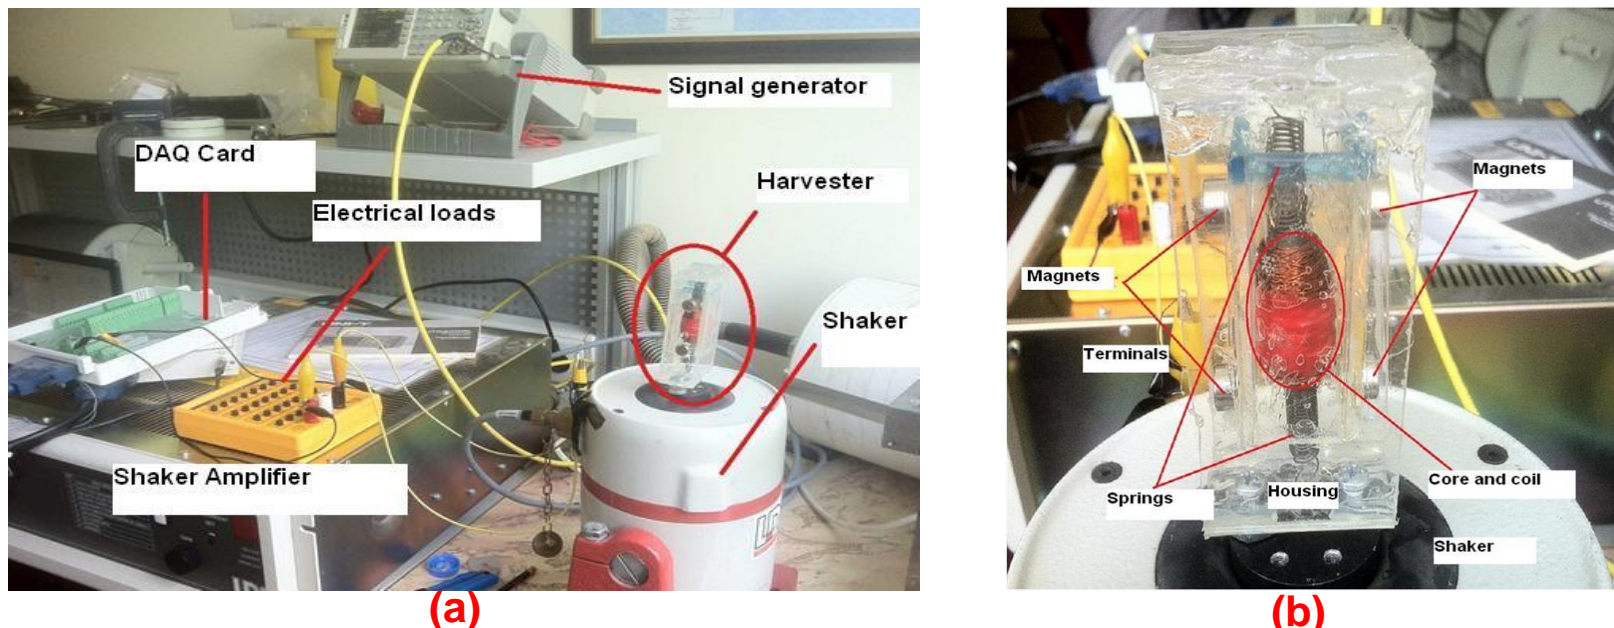 Signal generator
DAQ Card
Harvester
Electrical loads
Shaker
Shaker Amplifier
(a)
Magnets
Magnets
Terminals
Core and coil
Springs
Housing
Shaker
(b)